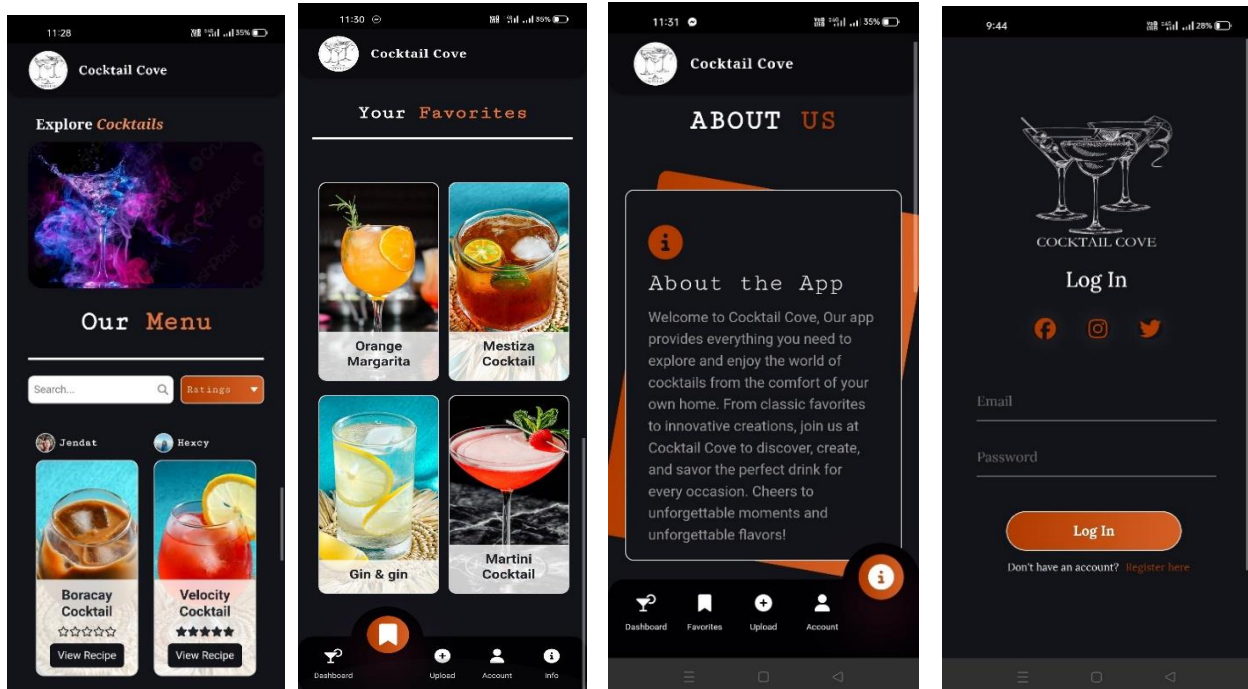 11:28
35%
Cocktail Cove
Explore Cocktails
Our Menu
Search...
Ratings
Jendat
Hexcy
Boracay
Cocktail
Velocity
Cocktail
View Recipe
View Recipe
11:30
35%
Cocktail Cove
Your Favorites
Orange
Margarita
Mestiza
Cocktail
Gin & gin
Martini
Cocktail
Dashboard
Upload
Account
Info
11:31
35%
Cocktail Cove
ABOUT US
About the App
Welcome to Cocktail Cove, Our app
provides everything you need to
explore and enjoy the world of
cocktails from the comfort of your
own home. From classic favorites
to innovative creations, join us at
Cocktail Cove to discover, create,
and savor the perfect drink for
every occasion. Cheers to
unforgettable moments and
unforgettable flavors!
Dashboard
Favorites
Upload
Account
9:44
28%
COCKTAIL COVE
Log In
Email
Password
Log In
Don't have an account? Register here